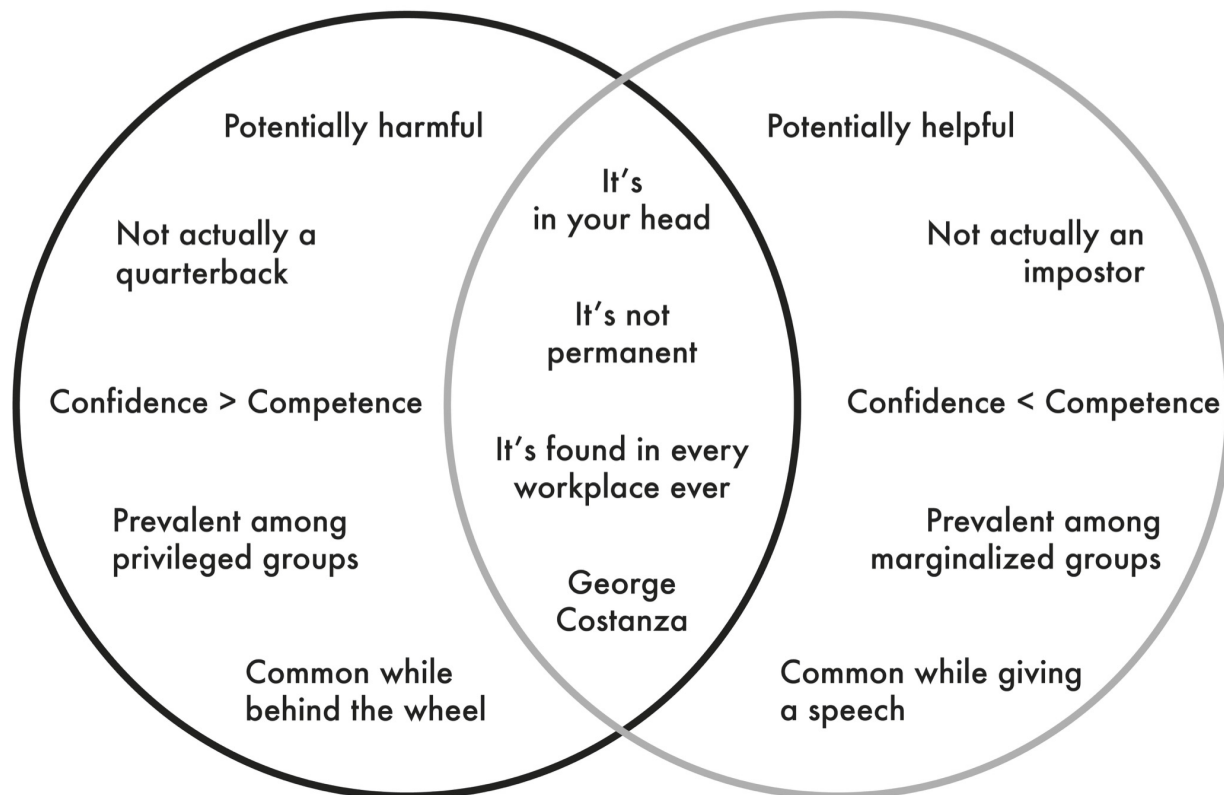 Potentially harmful
Not actually a
quarterback
Confidence > Competence
Prevalent among
privileged groups
Common while
behind the wheel
It's
in your head
It's not
permanent
It's found in every
workplace ever
George
Costanza
Potentially helpful
Not actually an
impostor
Confidence < Competence
Prevalent among
marginalized groups
Common while giving
a speech